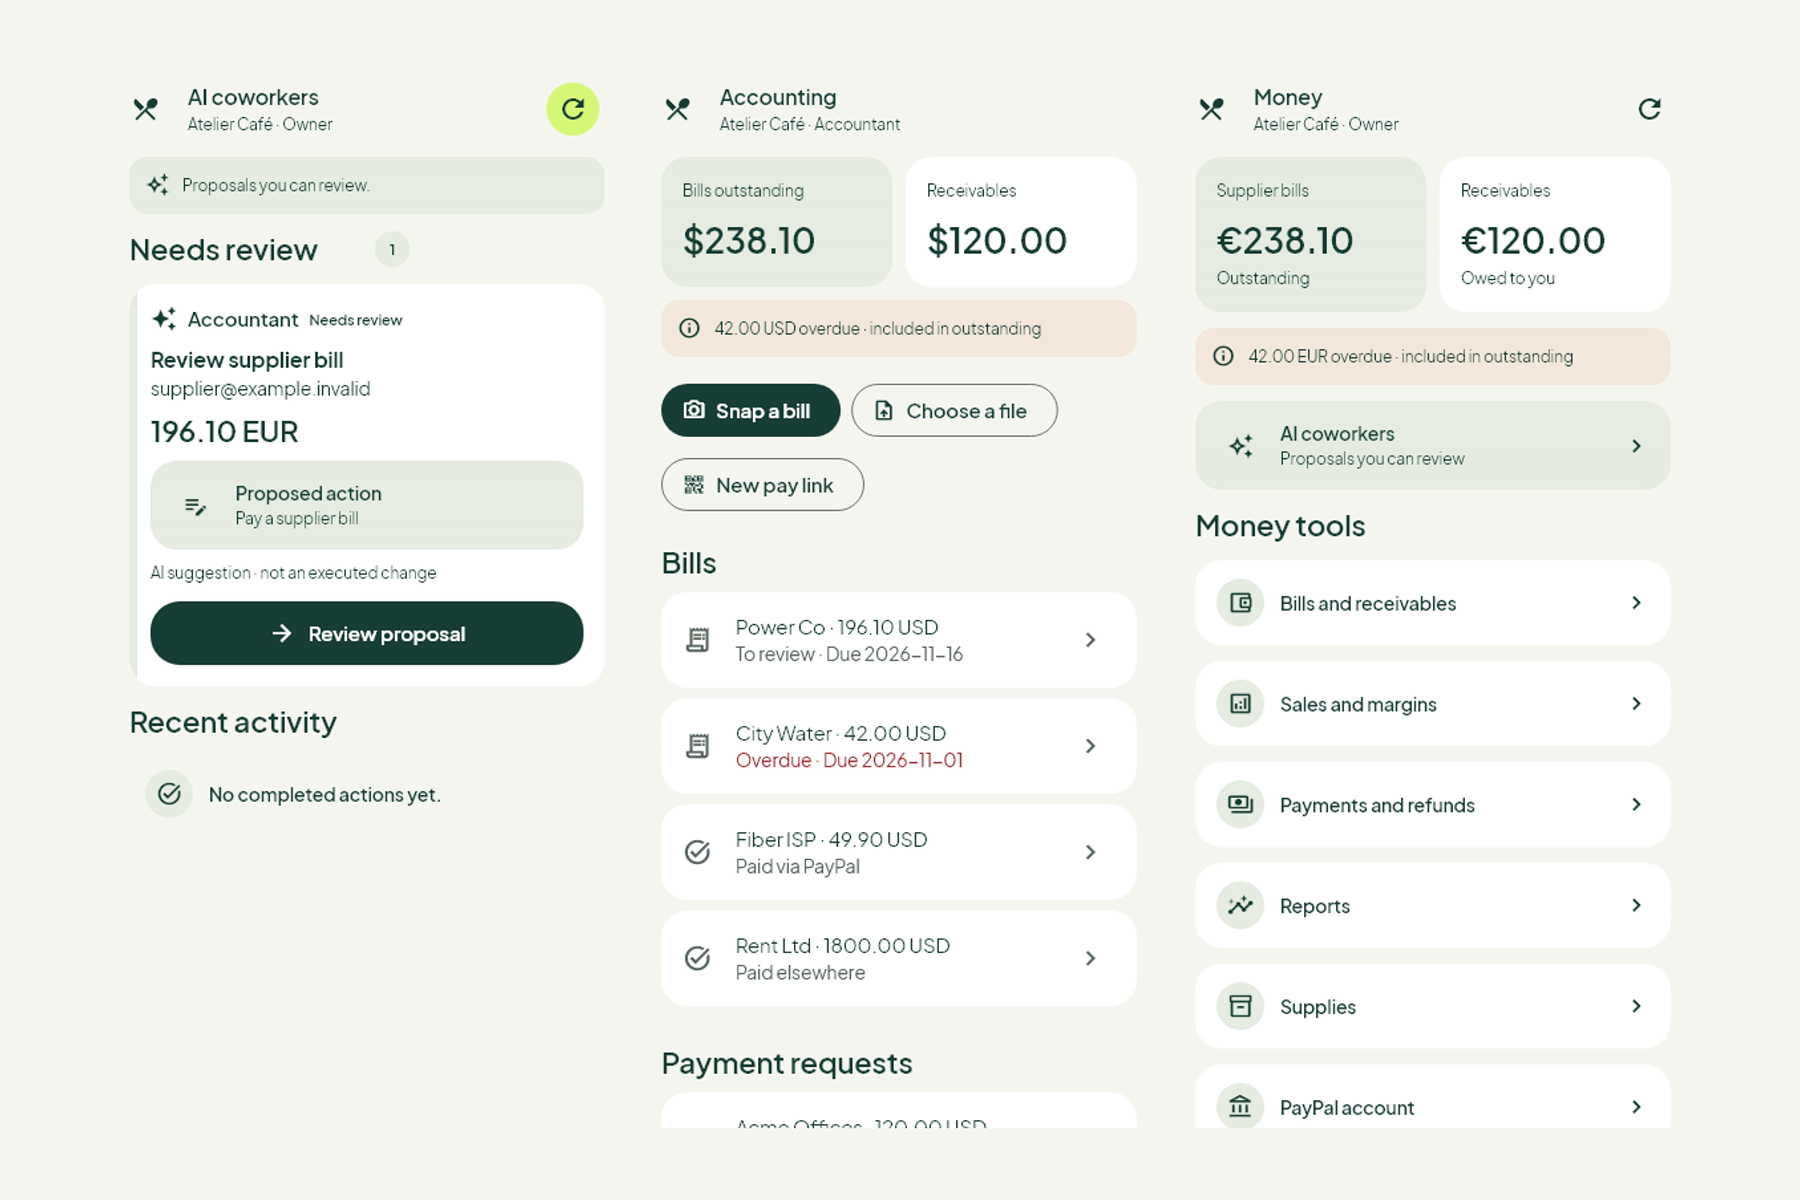 AI coworkers
Atelier Café · Owner
Proposals you can review.
Needs review
1
Accountant Needs review
Review supplier bill
supplier@example.invalid
196.10 EUR
Proposed action
Pay a supplier bill
AI suggestion · not an executed change
Review proposal
Recent activity
No completed actions yet.
Accounting
Atelier Café · Accountant
Bills outstanding
$238.10
Receivables
$120.00
42.00 USD overdue · included in outstanding
Snap a bill
Choose a file
New pay link
Bills
Power Co · 196.10 USD
To review · Due 2026-11-16
City Water · 42.00 USD
Overdue · Due 2026-11-01
Fiber ISP · 49.90 USD
Paid via PayPal
Rent Ltd · 1800.00 USD
Paid elsewhere
Payment requests
Acme Offices · 120.00 USD
Money
Atelier Café · Owner
Supplier bills
€238.10
Outstanding
Receivables
€120.00
Owed to you
42.00 EUR overdue · included in outstanding
AI coworkers
Proposals you can review
Money tools
Bills and receivables
Sales and margins
Payments and refunds
Reports
Supplies
PayPal account